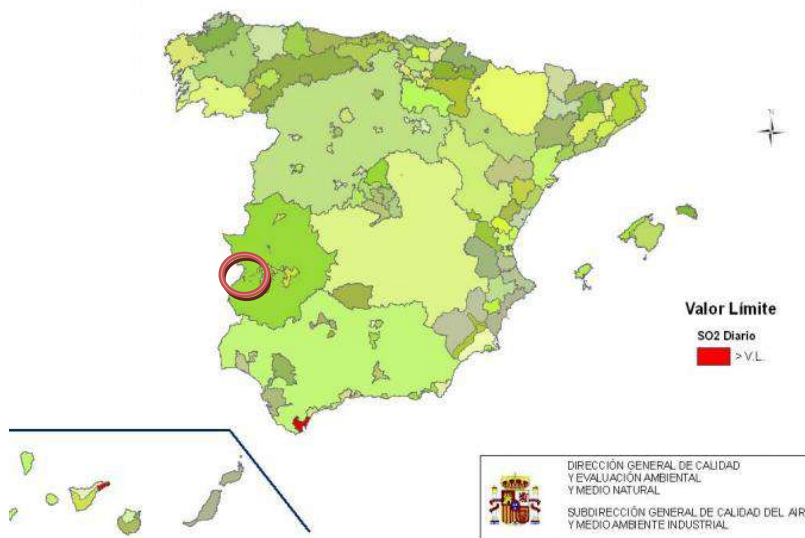 Valor Límite
SO2 Diario
> V.L.
DIRECCIÓN GENERAL DE CALIDAD
Y EVALUACIÓN AMBIENTAL
Y MEDIO NATURAL
SUBDIRECCIÓN GENERAL DE CALIDAD DEL AIR
Y MEDIO AMBIENTE INDUSTRIAL